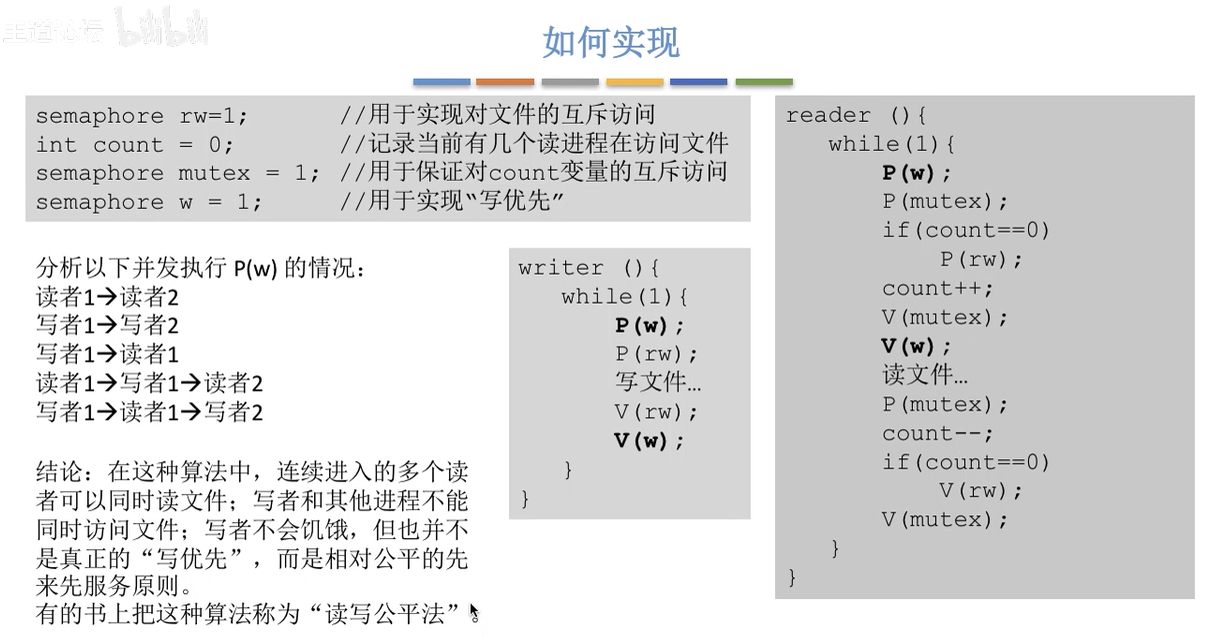 王道论坛 bilibili
如何实现
semaphore rw=1; //用于实现对文件的互斥访问
int count = 0; //记录当前有几个读进程在访问文件
semaphore mutex = 1; //用于保证对count变量的互斥访问
semaphore w = 1; //用于实现“写优先”
分析以下并发执行 P(w) 的情况：
读者1→读者2
写者1→写者2
写者1→读者1
读者1→写者1→读者2
写者1→读者1→写者2
结论：在这种算法中，连续进入的多个读
者可以同时读文件；写者和其他进程不能
同时访问文件；写者不会饥饿，但也并不
是真正的“写优先”，而是相对公平的先
来先服务原则。
有的书上把这种算法称为“读写公平法”。
writer (){
while(1){
P(w);
P(rw);
写文件…
V(rw);
V(w);
}
}
reader (){
while(1){
P(w);
P(mutex);
if(count==0)
P(rw);
count++;
V(mutex);
V(w);
读文件…
P(mutex);
count--;
if(count==0)
V(rw);
V(mutex);
}
}